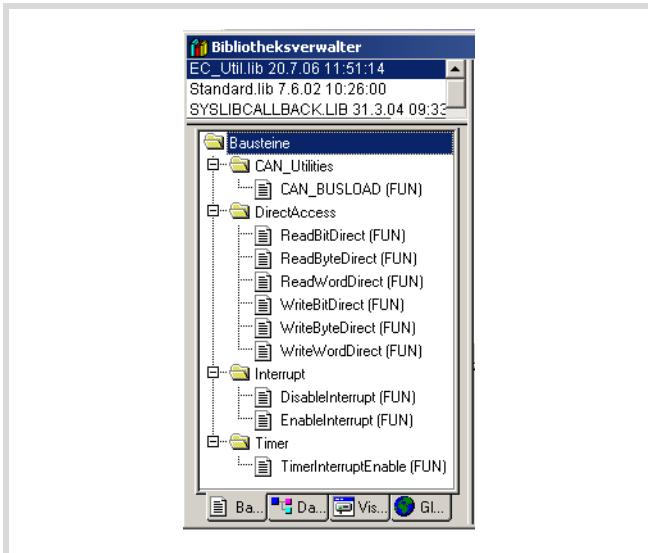 Bibliotheksverwalter
EC_Util.lib 20.7.06 11:51:14
Standard.lib 7.6.02 10:26:00
SYSLIBCALLBACK.LIB 31.3.04 09:33
Bausteine
CAN_Utilities
CAN_BUSLOAD (FUN)
DirectAccess
ReadBitDirect (FUN)
ReadByteDirect (FUN)
ReadWordDirect (FUN)
WriteBitDirect (FUN)
WriteByteDirect (FUN)
WriteWordDirect (FUN)
Interrupt
DisableInterrupt (FUN)
EnableInterrupt (FUN)
Timer
TimerInterruptEnable (FUN)
Ba... Da... Vis... Gl...